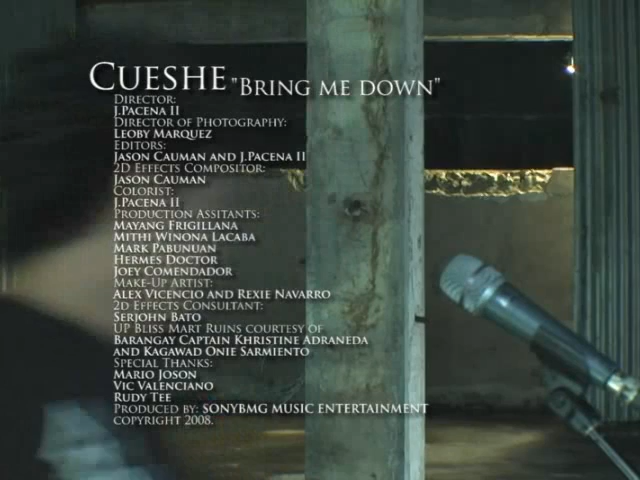 CUESHE "BRING ME DOWN"
DIRECTOR:
J.PACENA II
DIRECTOR OF PHOTOGRAPHY:
LEOBY MARQUEZ
EDITORS:
JASON CAUMAN AND J.PACENA II
2D EFFECTS COMPOSITOR:
JASON CAUMAN
COLORIST:
J.PACENA II
PRODUCTION ASSITANTS:
MAYANG FRIGILLANA
MITHI WINONA LACABA
MARK PABUNUAN
HERMES DOCTOR
JOEY COMENDADOR
MAKE-UP ARTIST:
ALEX VICENCIO AND REXIE NAVARRO
2D EFFECTS CONSULTANT:
SERJOHN BATO
UP BLISS MART RUINS COURTESY OF
BARANGAY CAPTAIN KHRISTINE ADRANEDA
AND KAGAWAD ONIE SARMIENTO
SPECIAL THANKS:
MARIO JOSON
VIC VALENCIANO
RUDY TEE
PRODUCED BY: SONYBMG MUSIC ENTERTAINMENT
COPYRIGHT 2008.